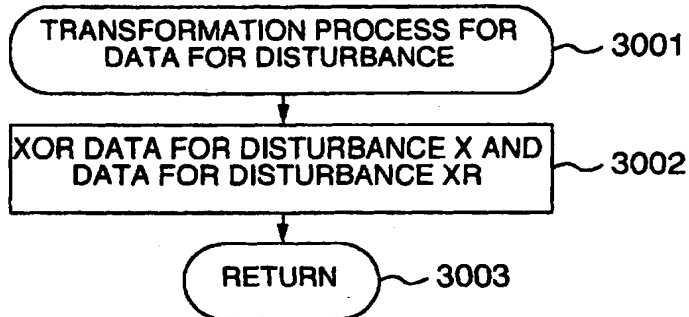 TRANSFORMATION PROCESS FOR
DATA FOR DISTURBANCE
3001
XOR DATA FOR DISTURBANCE X AND
DATA FOR DISTURBANCE XR
3002
RETURN
3003